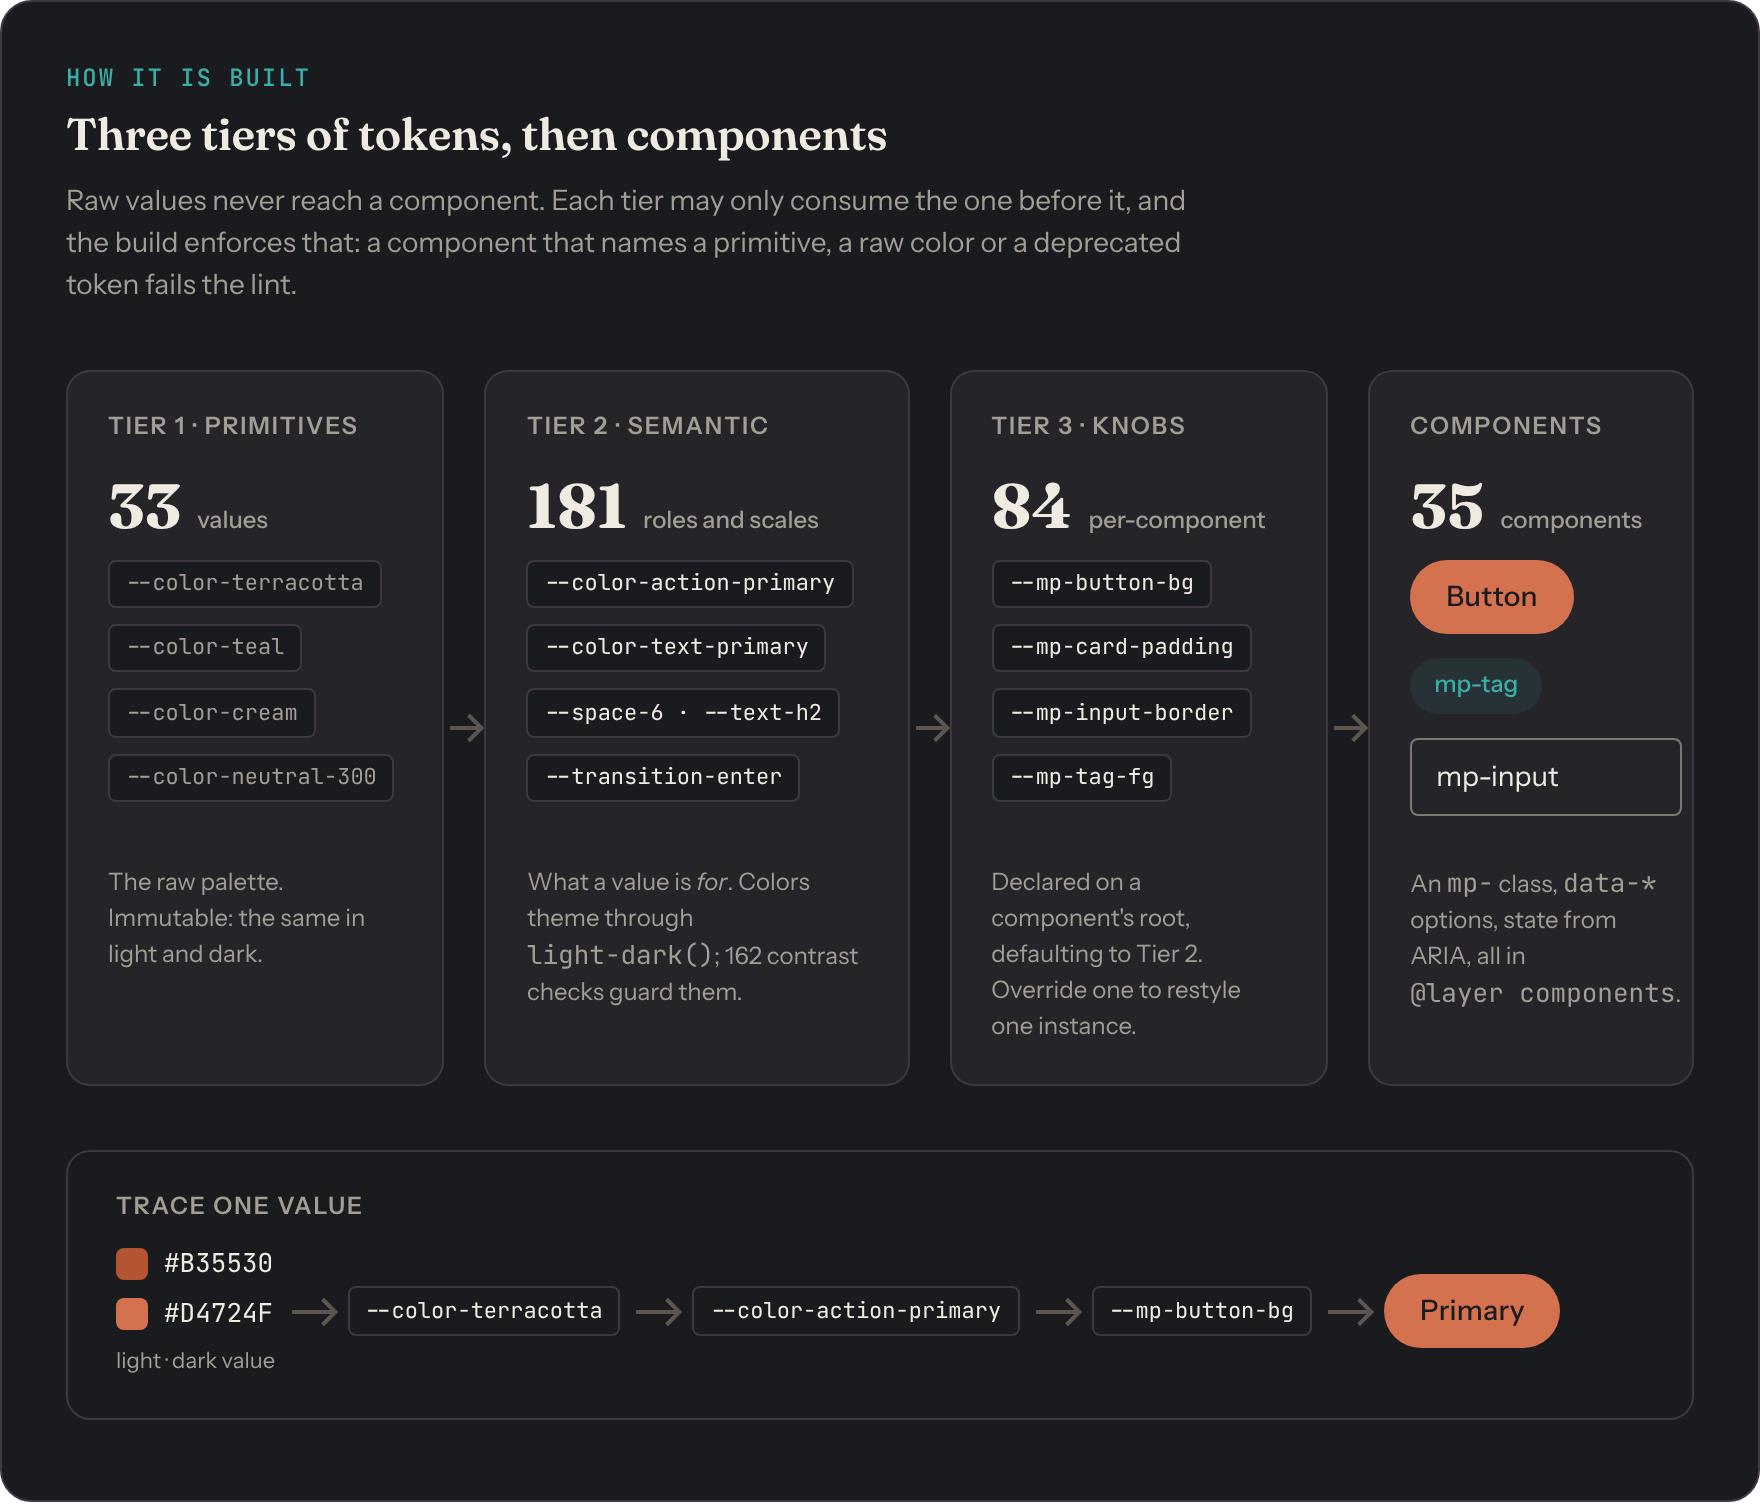 HOW IT IS BUILT
Three tiers of tokens, then components
Raw values never reach a component. Each tier may only consume the one before it, and
the build enforces that: a component that names a primitive, a raw color or a deprecated
token fails the lint.
TIER 1 · PRIMITIVES
33 values
--color-terracotta
--color-teal
--color-cream
--color-neutral-300
The raw palette.
Immutable: the same in
light and dark.
TIER 2 · SEMANTIC
181 roles and scales
--color-action-primary
--color-text-primary
--space-6 · --text-h2
--transition-enter
What a value is for. Colors
theme through
light-dark(); 162 contrast
checks guard them.
TIER 3 · KNOBS
84 per-component
--mp-button-bg
--mp-card-padding
--mp-input-border
--mp-tag-fg
Declared on a
component's root,
defaulting to Tier 2.
Override one to restyle
one instance.
COMPONENTS
35 components
Button
mp-tag
mp-input
An mp- class, data-*
options, state from
ARIA, all in
@layer components.
TRACE ONE VALUE
#B35530
#D4724F
light · dark value
--color-terracotta
--color-action-primary
--mp-button-bg
Primary